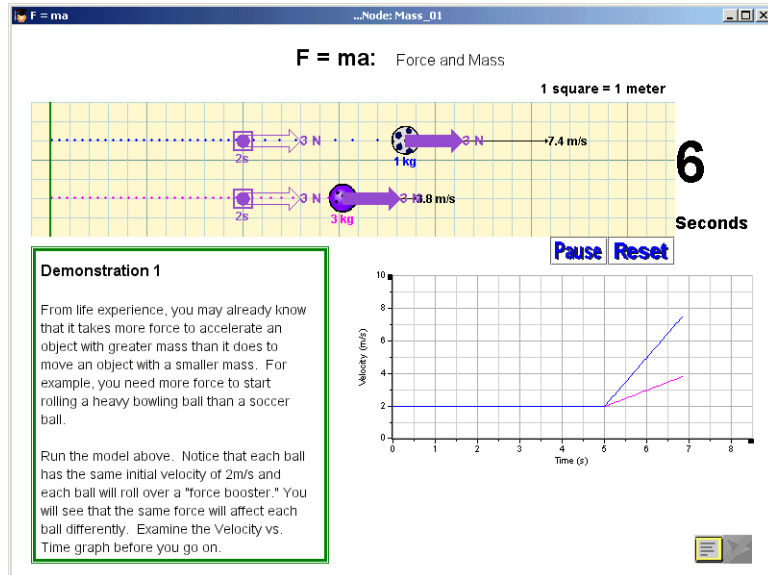 F = ma ...Node: Mass_01
F = ma: Force and Mass
1 square = 1 meter
3 N 3 N 7.4 m/s
2s 1 kg
6
3 N 3 N 3.8 m/s
2s 3 kg
Seconds
Pause Reset
Demonstration 1
From life experience, you may already know
that it takes more force to accelerate an
object with greater mass than it does to
move an object with a smaller mass. For
example, you need more force to start
rolling a heavy bowling ball than a soccer
ball.
Run the model above. Notice that each ball
has the same initial velocity of 2m/s and
each ball will roll over a "force booster." You
will see that the same force will affect each
ball differently. Examine the Velocity vs.
Time graph before you go on.
10
8
6
4
2
0
Velocity (m/s)
0 1 2 3 4 5 6 7 8
Time (s)